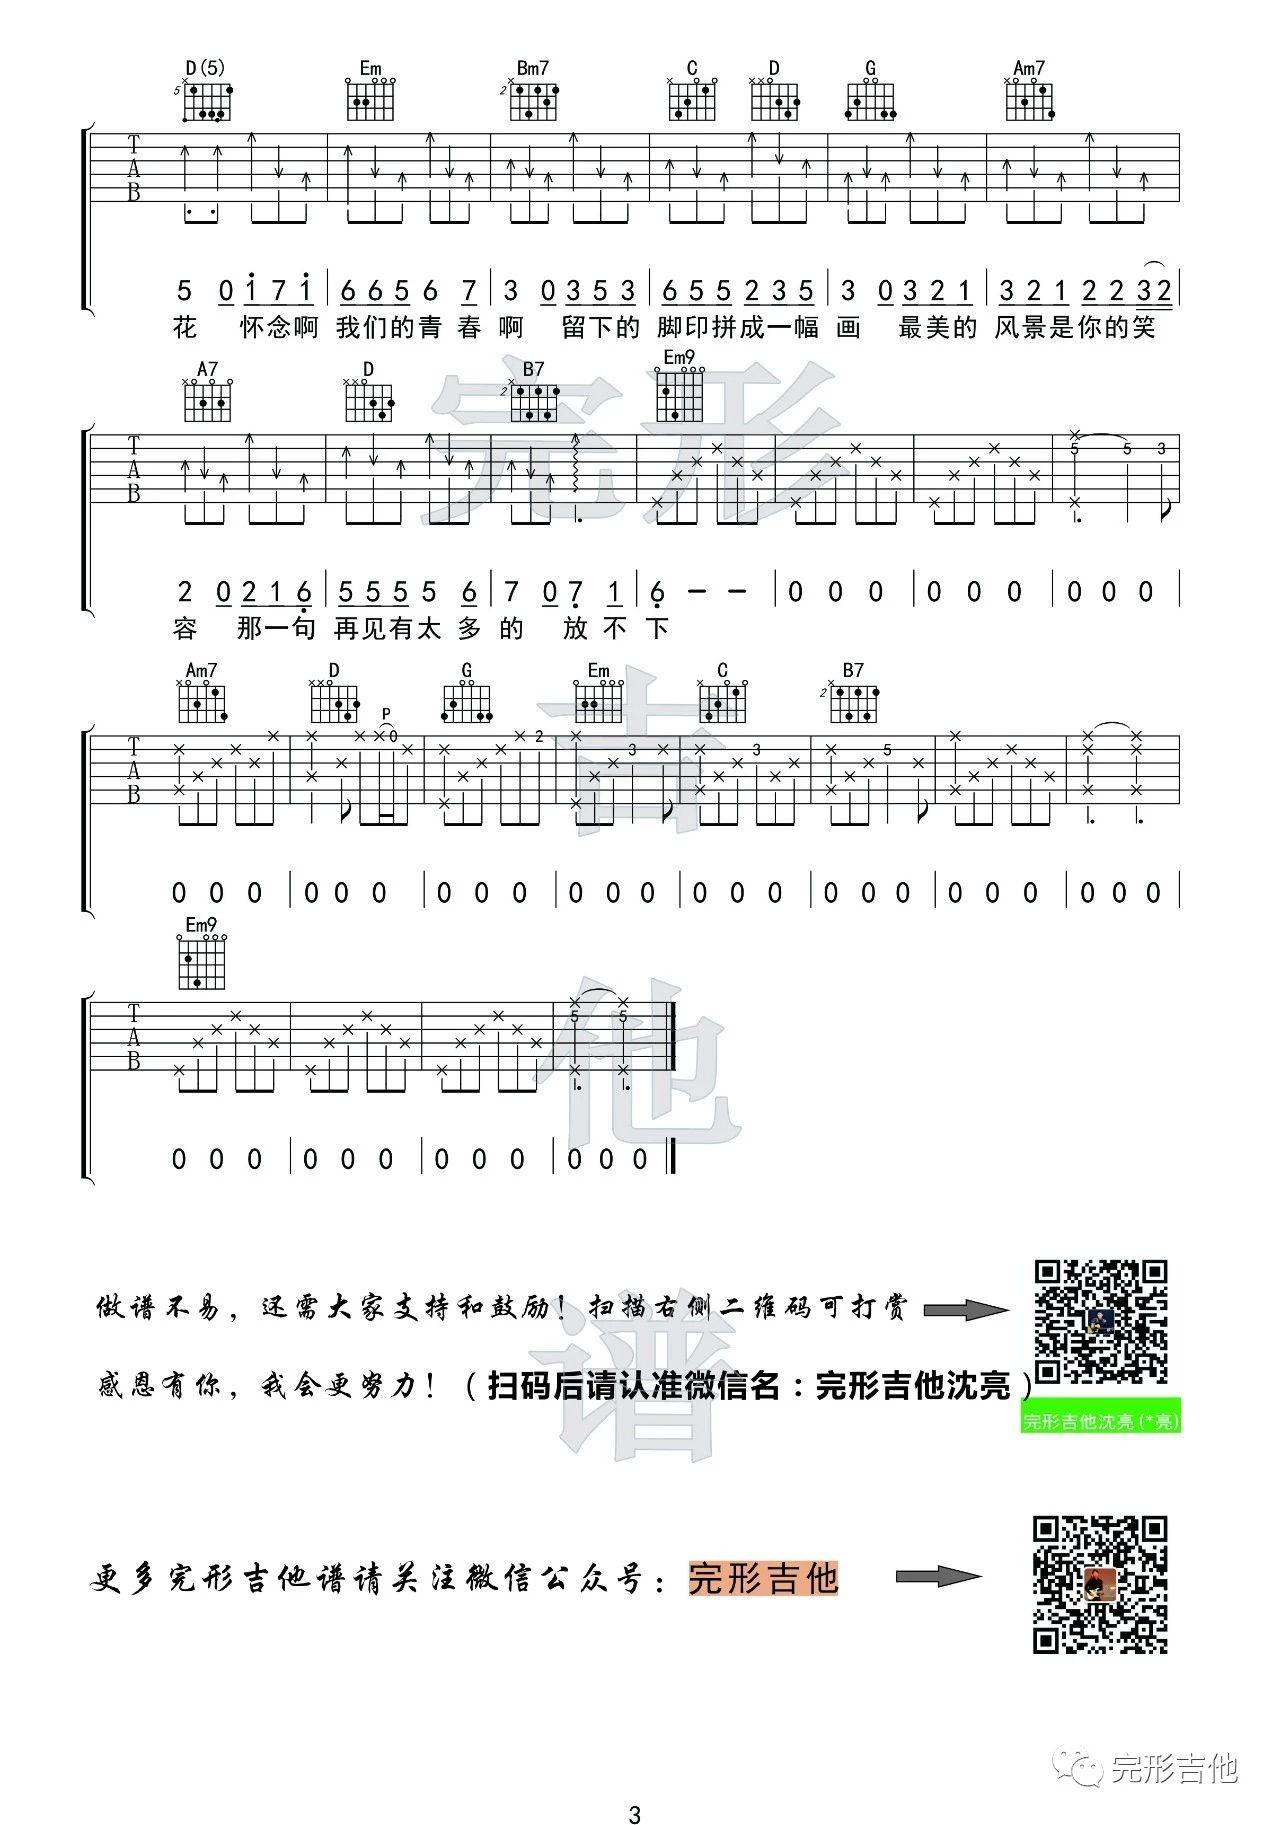 D(5) Em Bm7 C D G Am7
5 2
T
A
B
5 0 1 7 1 6 6 5 6 7 3 0 3 5 3 6 5 5 2 3 5 3 0 3 2 1 3 2 1 2 2 3 2
花 怀念啊 我们的青春啊 留下的 脚印拼成一幅画 最美的 风景是你的笑
A7 D B7 Em9
2
T
A
B
5 5 3
2 0 2 1 6 5 5 5 5 6 7 0 7 1 6 - - 0 0 0 0 0 0 0 0 0
容 那一句 再见有太多的 放不下
Am7 D G Em C B7
2
P
T
A
B
0 2 3 3 5
0 0 0 0 0 0 0 0 0 0 0 0 0 0 0 0 0 0 0 0 0 0 0 0
Em9
T
A
B
5 5
0 0 0 0 0 0 0 0 0 0 0 0
做谱不易，还需大家支持和鼓励！扫描右侧二维码可打赏
感恩有你，我会更努力！（扫码后请认准微信名：完形吉他沈亮）
完形吉他沈亮(*亮)
更多完形吉他谱请关注微信公众号：完形吉他
完形吉他谱
完形吉他
3